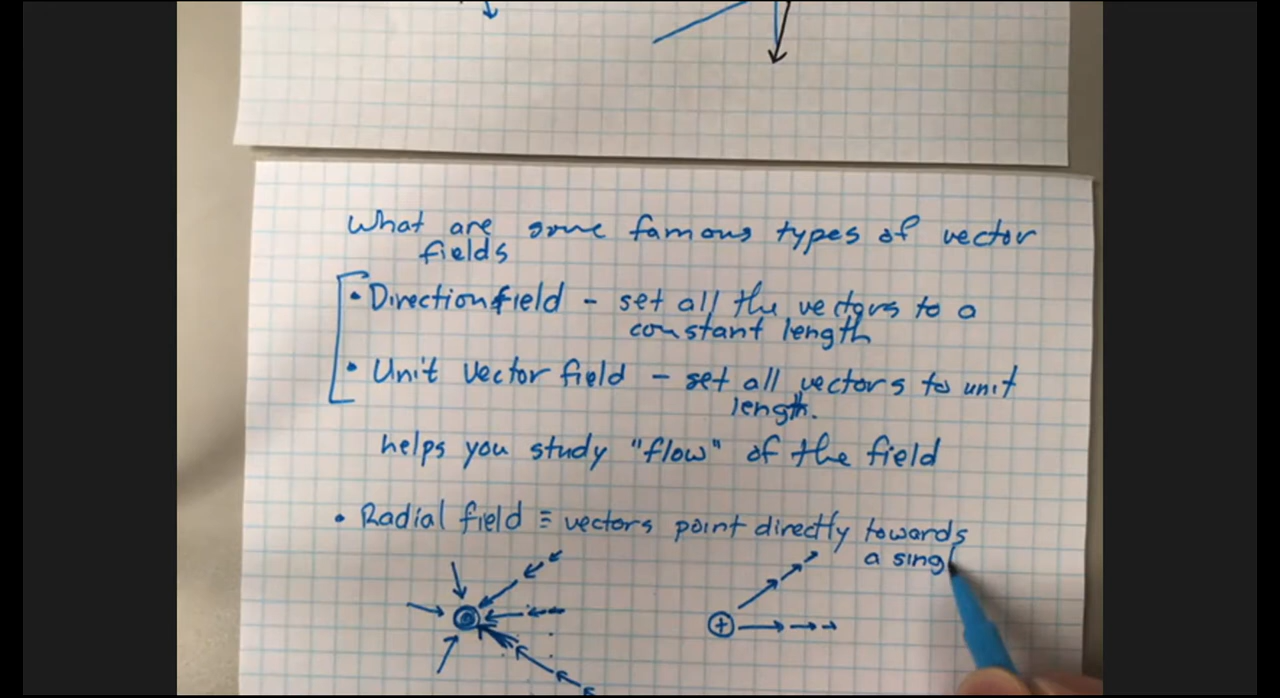 What are some famous types of vector
fields
• Direction field - set all the vectors to a
constant length
• Unit vector field - set all vectors to unit
length.
helps you study "flow" of the field
• Radial field = vectors point directly towards
a singl
+